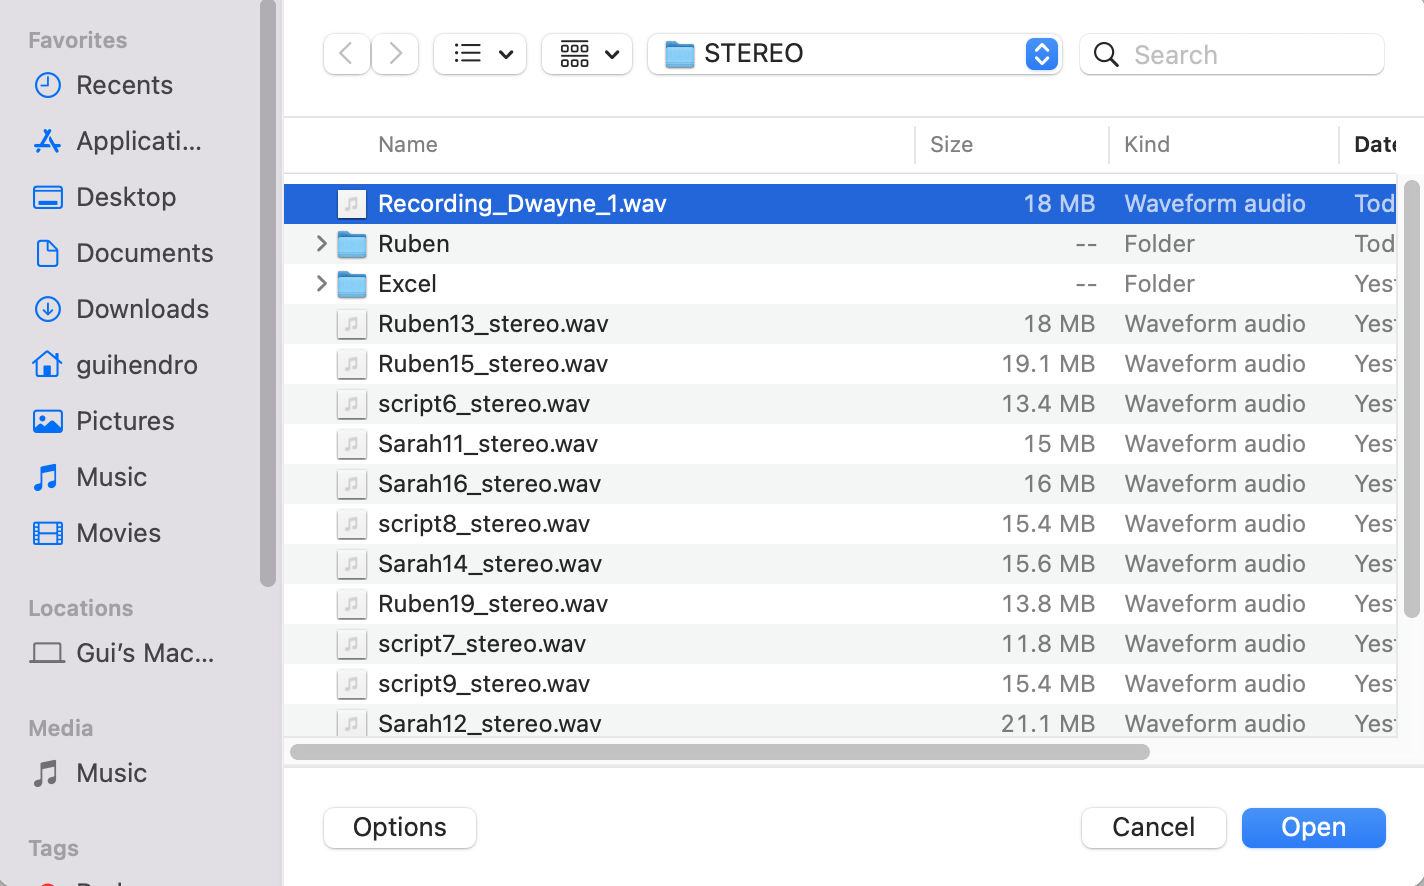 Favorites
Recents
Applicati...
Desktop
Documents
Downloads
guihendro
Pictures
Music
Movies
Locations
Gui's Mac...
Media
Music
Tags
STEREO
Search
Name Size Kind Date
Recording_Dwayne_1.wav 18 MB Waveform audio Tod
Ruben -- Folder Tod
Excel -- Folder Yes
Ruben13_stereo.wav 18 MB Waveform audio Yes
Ruben15_stereo.wav 19.1 MB Waveform audio Yes
script6_stereo.wav 13.4 MB Waveform audio Yes
Sarah11_stereo.wav 15 MB Waveform audio Yes
Sarah16_stereo.wav 16 MB Waveform audio Yes
script8_stereo.wav 15.4 MB Waveform audio Yes
Sarah14_stereo.wav 15.6 MB Waveform audio Yes
Ruben19_stereo.wav 13.8 MB Waveform audio Yes
script7_stereo.wav 11.8 MB Waveform audio Yes
script9_stereo.wav 15.4 MB Waveform audio Yes
Sarah12_stereo.wav 21.1 MB Waveform audio Yes
Options Cancel Open